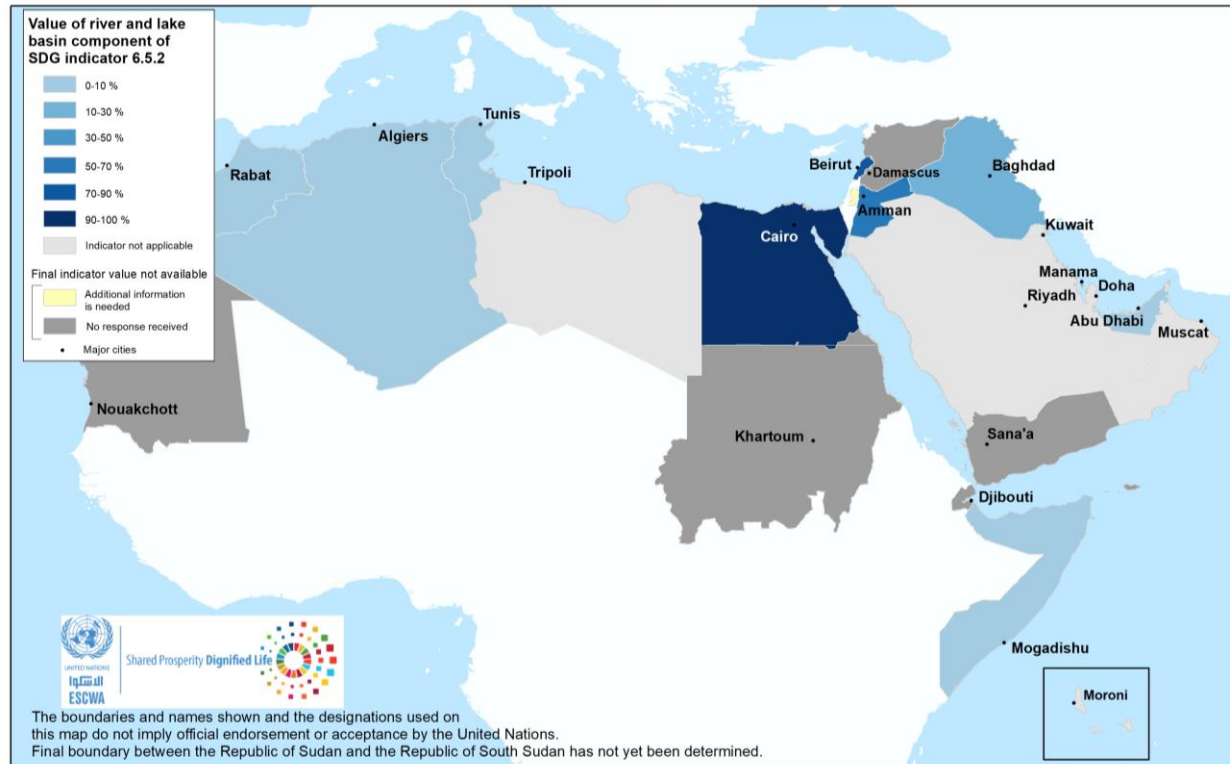 Value of river and lake
basin component of
SDG indicator 6.5.2
0-10 %
10-30 %
30-50 %
50-70 %
70-90 %
90-100 %
Indicator not applicable
Final indicator value not available
Additional information
is needed
No response received
Major cities
Tunis
Algiers
Rabat
Tripoli
Beirut
Damascus
Baghdad
Amman
Cairo
Kuwait
Manama
Doha
Riyadh
Abu Dhabi
Muscat
Nouakchott
Khartoum
Sana'a
Djibouti
Mogadishu
Moroni
UNITED NATIONS
الإسكوا
ESCWA
Shared Prosperity Dignified Life
The boundaries and names shown and the designations used on
this map do not imply official endorsement or acceptance by the United Nations.
Final boundary between the Republic of Sudan and the Republic of South Sudan has not yet been determined.